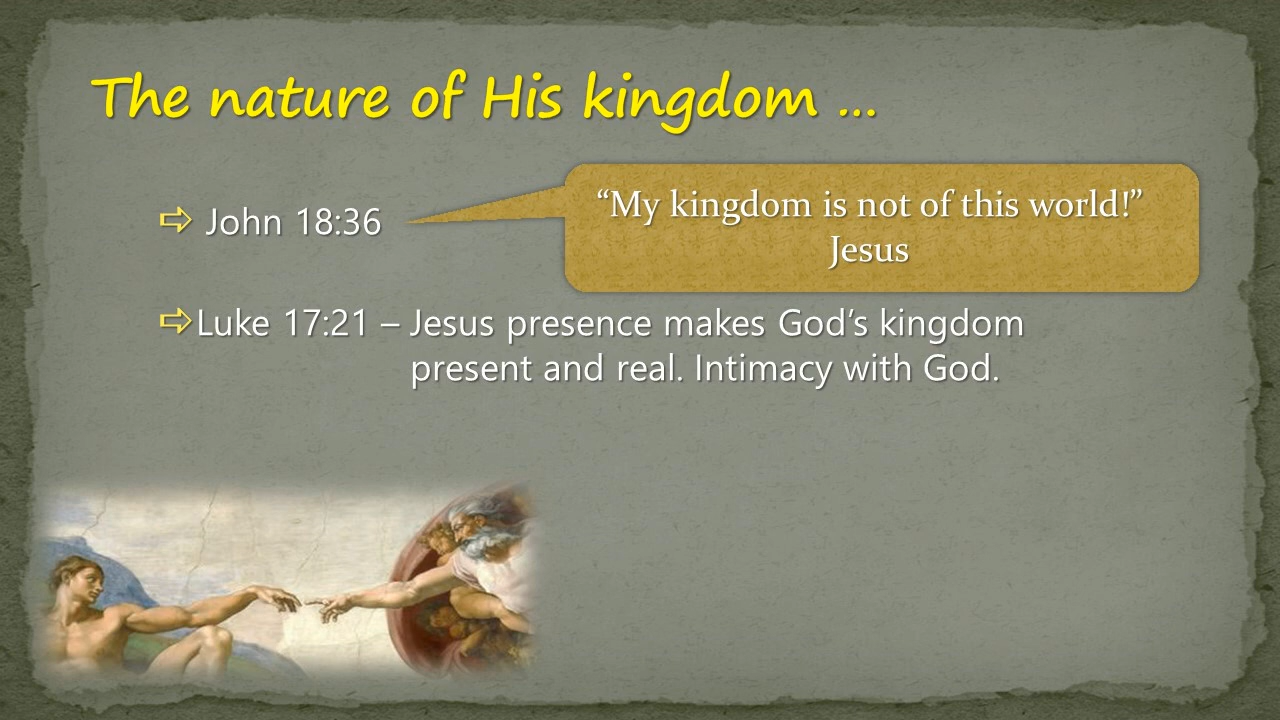 The nature of His kingdom ...
“My kingdom is not of this world!”
Jesus
John 18:36
Luke 17:21 – Jesus presence makes God’s kingdom
present and real. Intimacy with God.